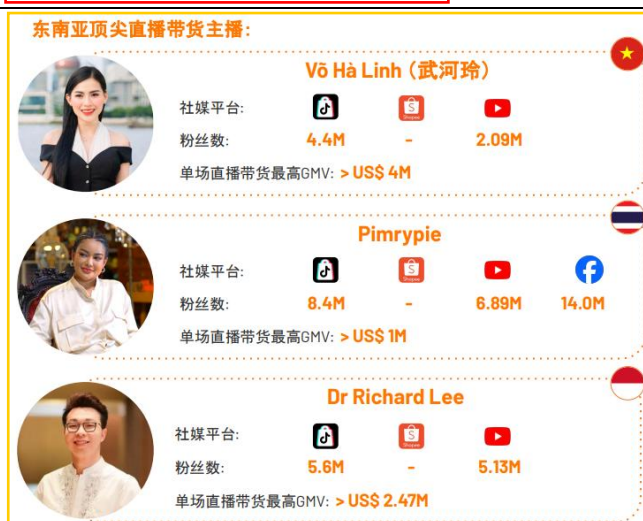 东南亚顶尖直播带货主播:
Võ Hà Linh (武河玲)
社媒平台:
Shopee
粉丝数: 4.4M - 2.09M
单场直播带货最高GMV: > US$ 4M
Pimrypie
社媒平台:
Shopee
粉丝数: 8.4M - 6.89M 14.0M
单场直播带货最高GMV: > US$ 1M
Dr Richard Lee
社媒平台:
Shopee
粉丝数: 5.6M - 5.13M
单场直播带货最高GMV: > US$ 2.47M